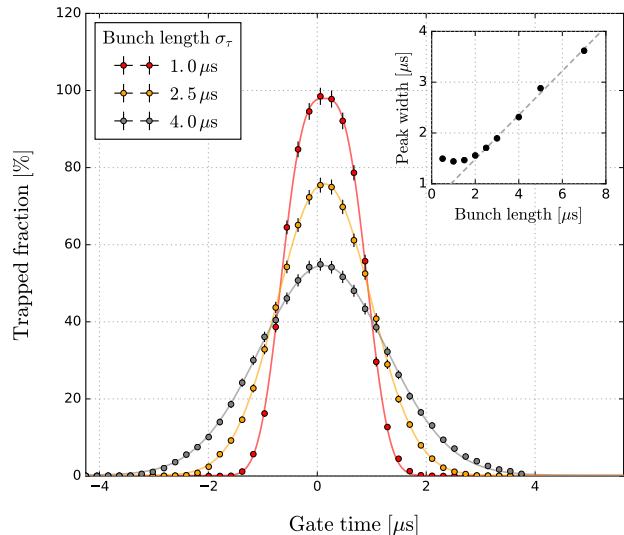 Bunch length στ
1.0 μs
2.5 μs
4.0 μs
Trapped fraction [%]
120
100
80
60
40
20
0
−4
−2
0
2
4
Gate time [μs]
Peak width [μs]
4
3
2
1
0
2
4
6
8
Bunch length [μs]